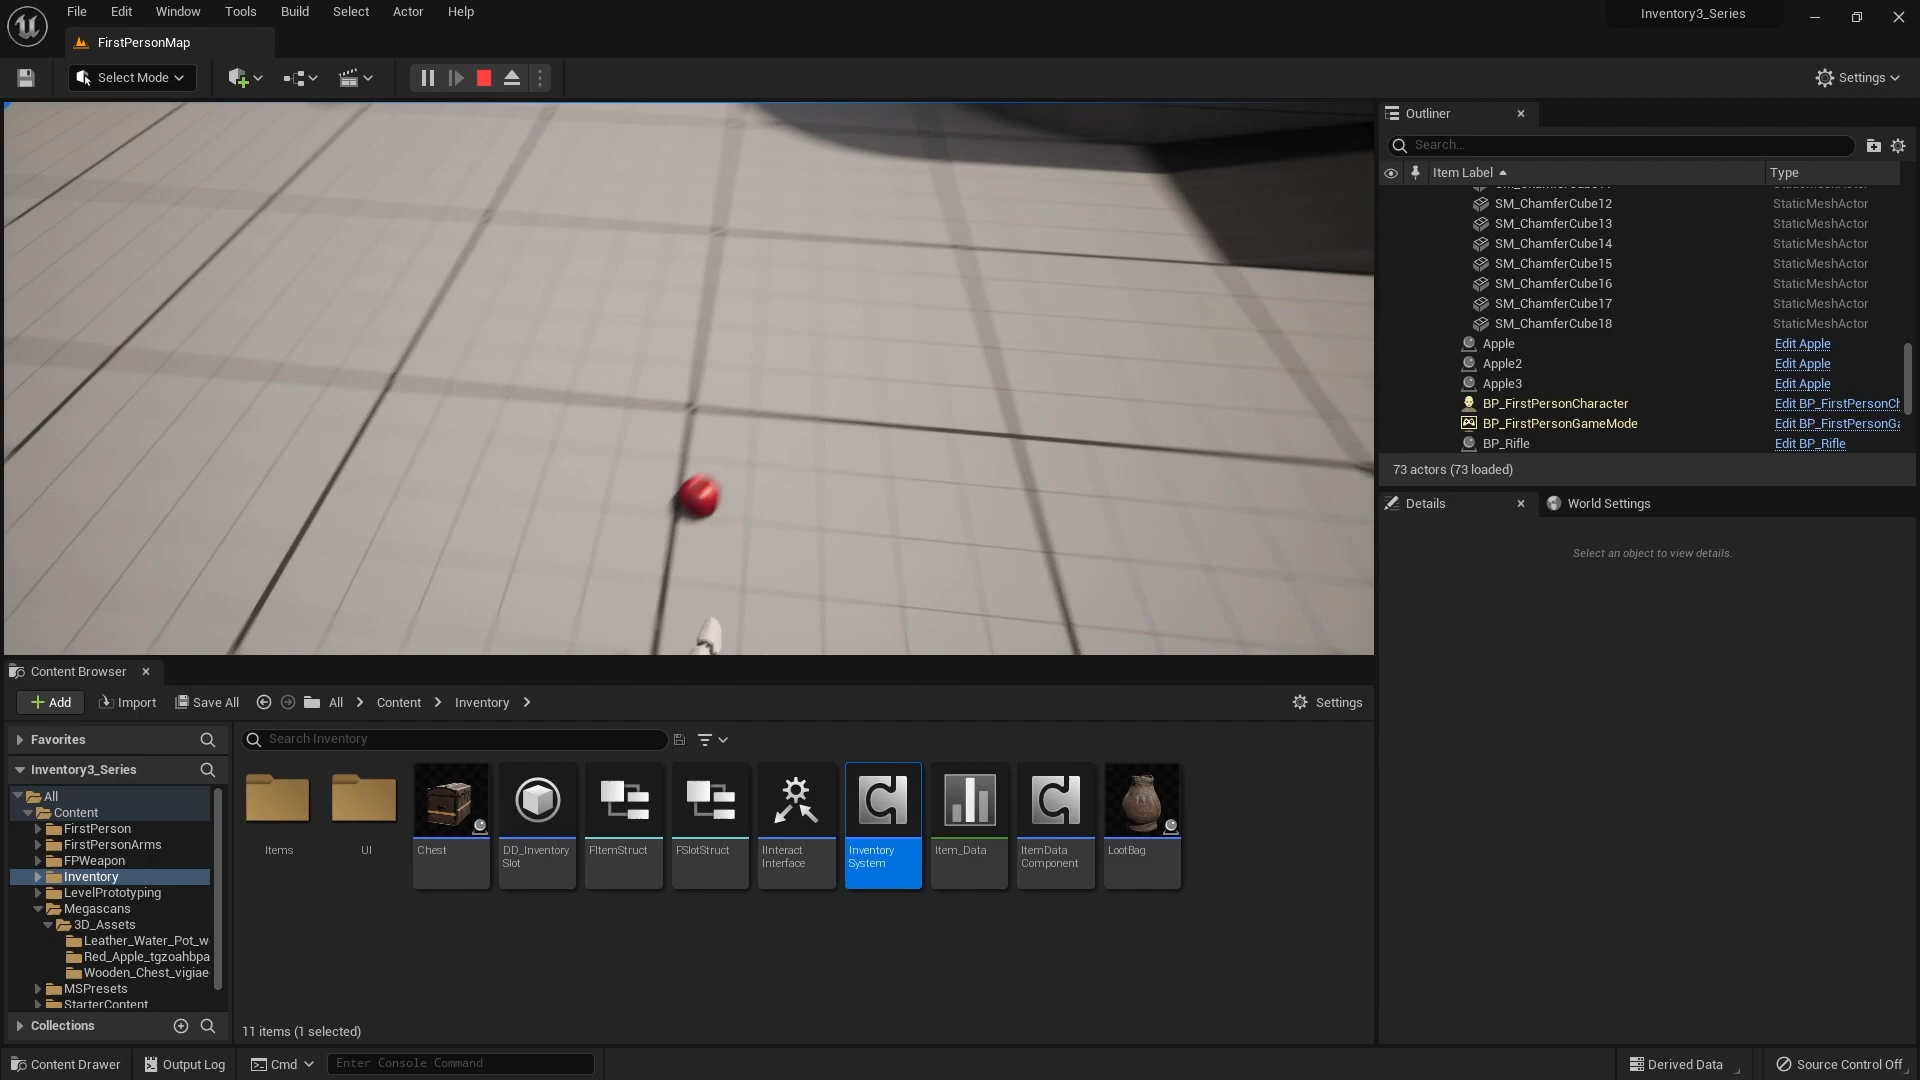 File Edit Window Tools Build Select Actor Help
Inventory3_Series
FirstPersonMap
Select Mode
Settings
Outliner
Search...
Item Label Type
SM_ChamferCube12 StaticMeshActor
SM_ChamferCube13 StaticMeshActor
SM_ChamferCube14 StaticMeshActor
SM_ChamferCube15 StaticMeshActor
SM_ChamferCube16 StaticMeshActor
SM_ChamferCube17 StaticMeshActor
SM_ChamferCube18 StaticMeshActor
Apple Edit Apple
Apple2 Edit Apple
Apple3 Edit Apple
BP_FirstPersonCharacter Edit BP_FirstPersonCh
BP_FirstPersonGameMode Edit BP_FirstPersonGa
BP_Rifle Edit BP_Rifle
73 actors (73 loaded)
Details World Settings
Select an object to view details.
Content Browser
Add Import Save All All Content Inventory Settings
Favorites
Search Inventory
Inventory3_Series
All
Content
FirstPerson
FirstPersonArms
FPWeapon
Inventory
LevelPrototyping
Megascans
3D_Assets
Leather_Water_Pot_w
Red_Apple_tgzoahbpa
Wooden_Chest_vigiae
MSPresets
StarterContent
Collections
Items
UI
Chest
DD_Inventory
Slot
FItemStruct
FSlotStruct
IInteract
Interface
Inventory
System
Item_Data
ItemData
Component
LootBag
11 items (1 selected)
Content Drawer Output Log Cmd Enter Console Command Derived Data Source Control Off